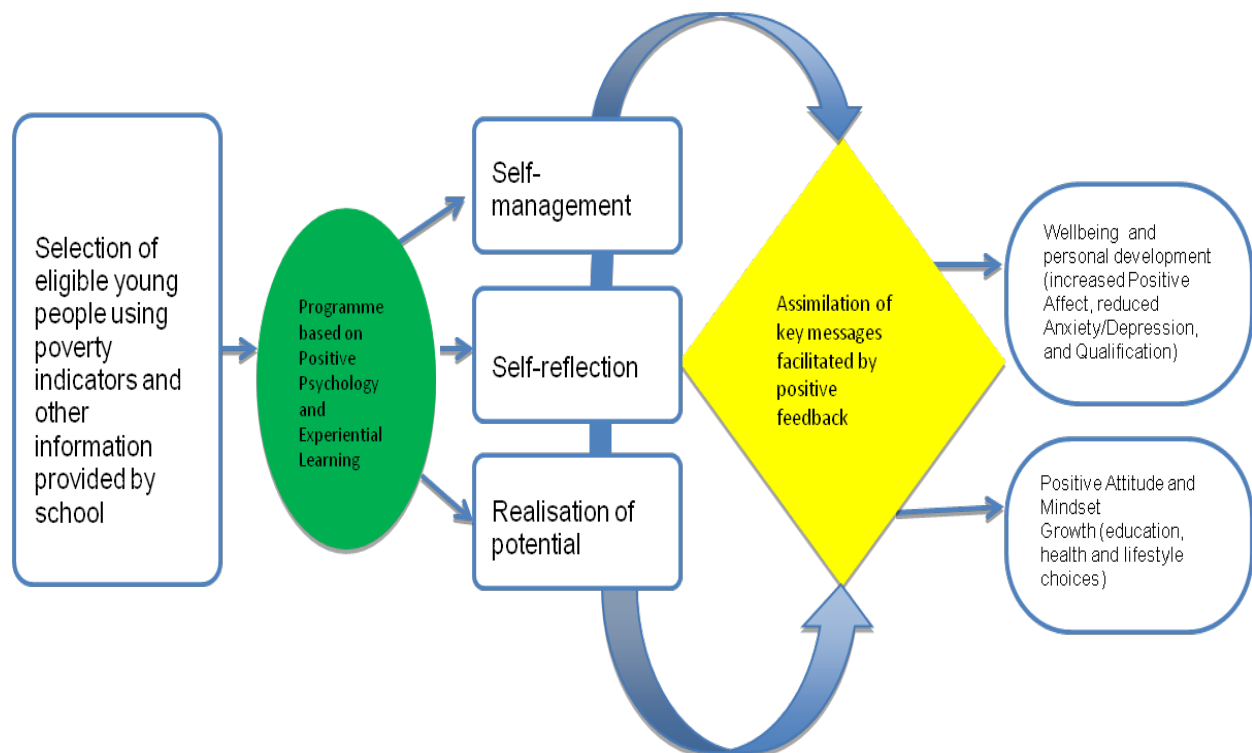 Selection of
eligible young
people using
poverty
indicators and
other
information
provided by
school
Programme
based on
Positive
Psychology
and
Experiential
Learning
Self-
management
Self-reflection
Realisation of
potential
Assimilation of
key messages
facilitated by
positive
feedback
Wellbeing and
personal development
(increased Positive
Affect, reduced
Anxiety/Depression,
and Qualification)
Positive Attitude and
Mindset
Growth (education,
health and lifestyle
choices)